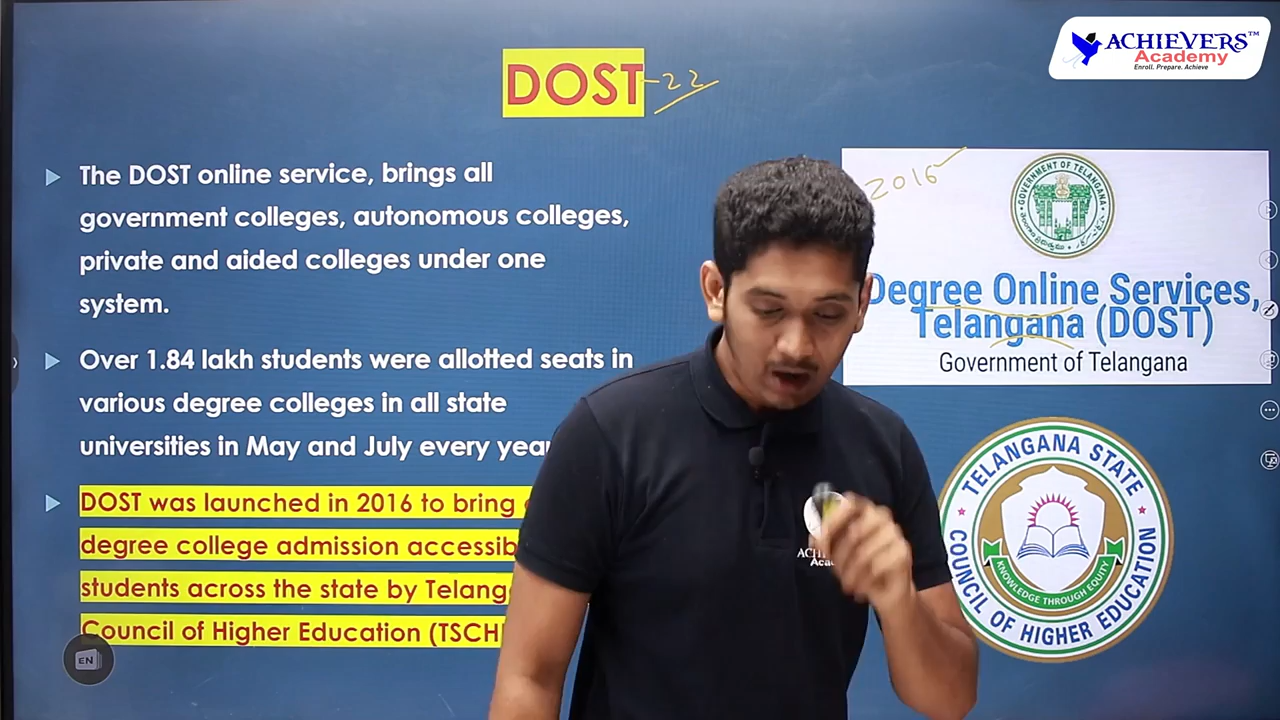 ACHIEVERS™
Academy
Enroll. Prepare. Achieve
DOST
-22
The DOST online service, brings all
government colleges, autonomous colleges,
private and aided colleges under one
system.
Over 1.84 lakh students were allotted seats in
various degree colleges in all state
universities in May and July every
DOST was launched in 2016 to bring
degree college admission
students across the state by
Council of Higher Education
EN
2016
GOVERNMENT OF TELANGANA
Degree Online Services,
Telangana (DOST)
Government of Telangana
TELANGANA STATE
COUNCIL OF HIGHER EDUCATION
KNOWLEDGE THROUGH EQUITY